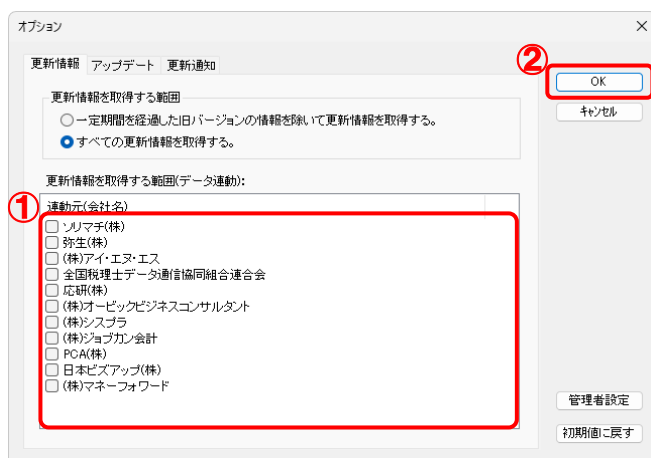 オプション
更新情報 アップデート 更新通知
②
OK
更新情報を取得する範囲
キャンセル
一定期間を経過した旧バージョンの情報を除いて更新情報を取得する。
すべての更新情報を取得する。
更新情報を取得する範囲(データ連動):
①
連動元(会社名)
ソリマチ(株)
弥生(株)
(株)アイ・エヌ・エス
全国税理士データ通信協同組合連合会
応研(株)
(株)オービックビジネスコンサルタント
(株)シスプラ
(株)ジョブカン会計
PCA(株)
日本ビズアップ(株)
(株)マネーフォワード
管理者設定
初期値に戻す